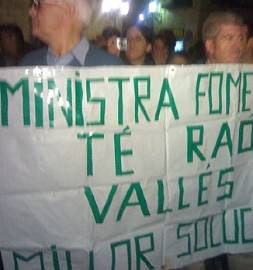 MINISTRA FOME
TÉ RAÓ
VALLÉS
MILLOR SOLUC